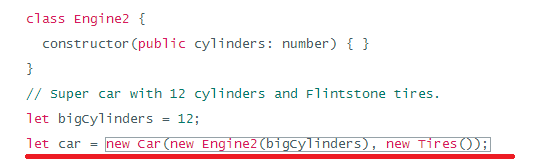 class Engine2 {
  constructor(public cylinders: number) { }
}
// Super car with 12 cylinders and Flintstone tires.
let bigCylinders = 12;
let car = new Car(new Engine2(bigCylinders), new Tires());